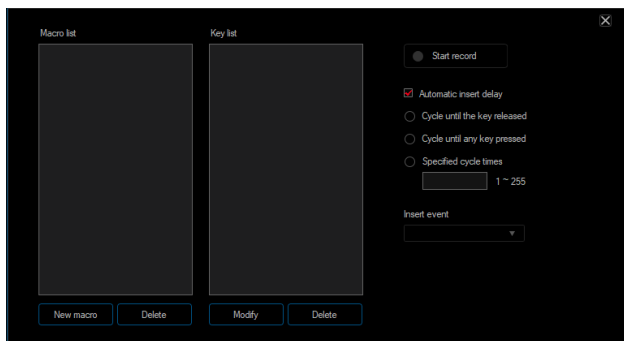 Macro list
Key list
Start record
Automatic insert delay
Cycle until the key released
Cycle until any key pressed
Specified cycle times
1 ~ 255
Insert event
New macro
Delete
Modify
Delete